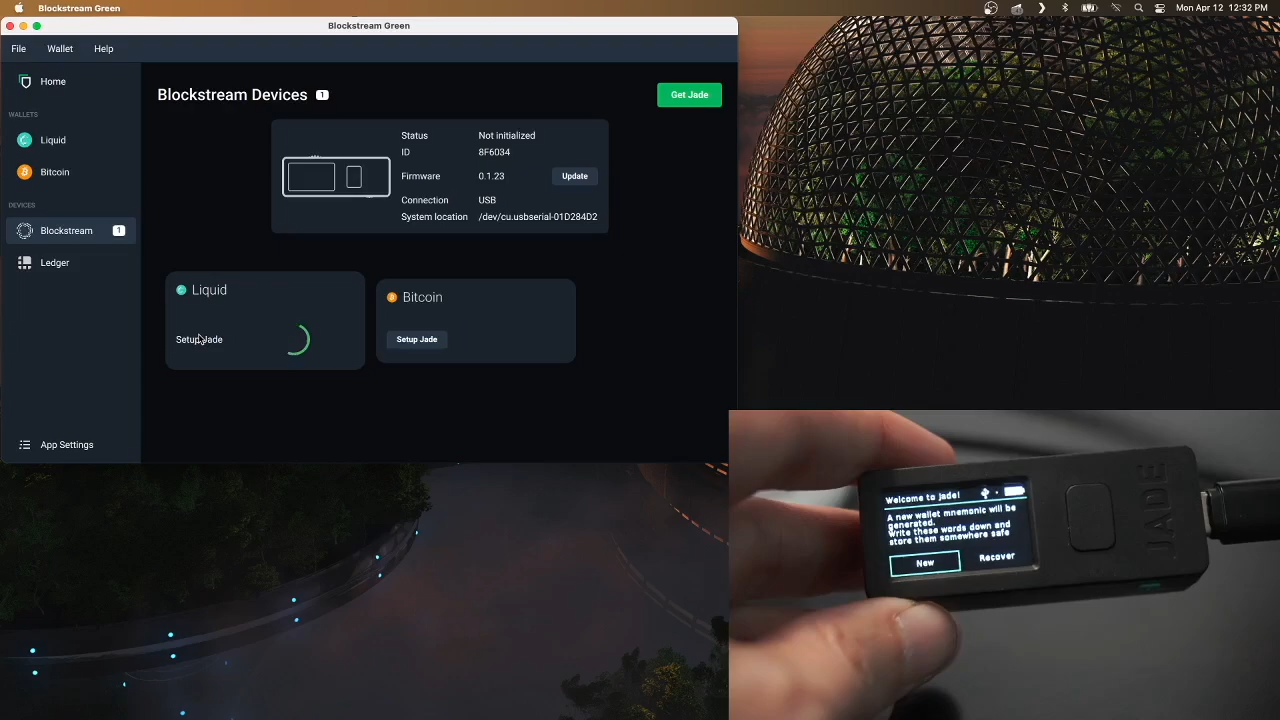 Blockstream Green
Mon Apr 12 12:32 PM
Blockstream Green
File Wallet Help
Home
WALLETS
Liquid
Bitcoin
DEVICES
Blockstream 1
Ledger
App Settings
Blockstream Devices 1
Get Jade
Status Not initialized
ID 8F6034
Firmware 0.1.23 Update
Connection USB
System location /dev/cu.usbserial-01D284D2
Liquid
Setup Jade
Bitcoin
Setup Jade
Welcome to jade!
A new wallet mnemonic will be
generated.
Write these words down and
store them somewhere safe
New Recover
JADE